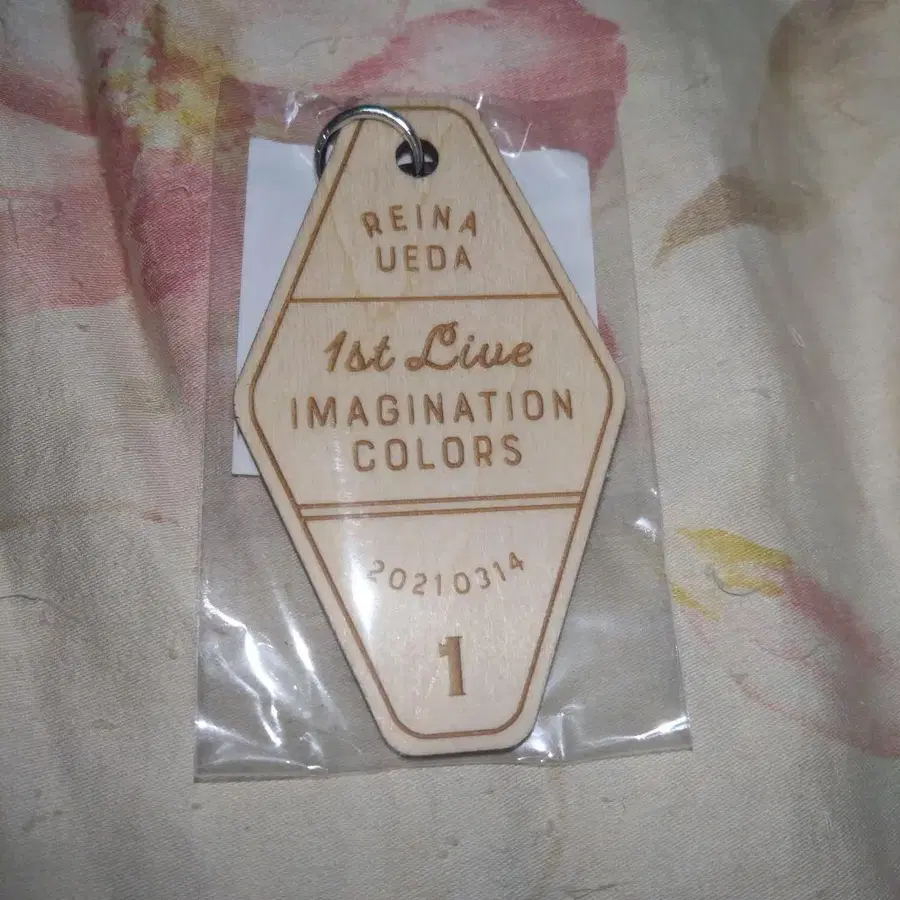 REINA
UEDA
1st Live
IMAGINATION
COLORS
20210314
1